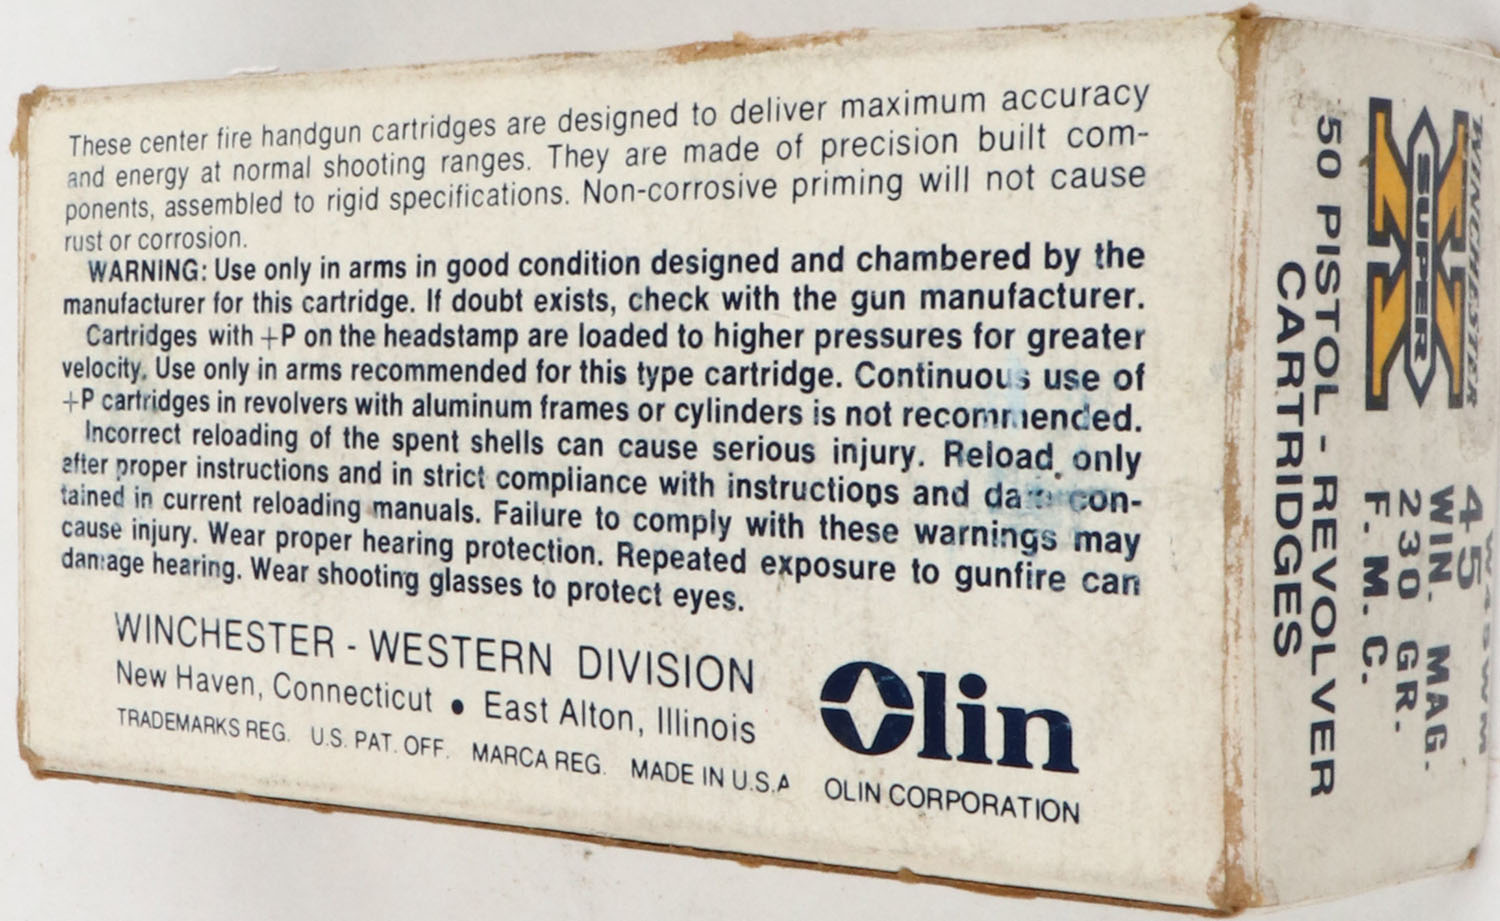 These center fire handgun cartridges are designed to deliver maximum accuracy
and energy at normal shooting ranges. They are made of precision built com-
ponents, assembled to rigid specifications. Non-corrosive priming will not cause
rust or corrosion.
WARNING: Use only in arms in good condition designed and chambered by the
manufacturer for this cartridge. If doubt exists, check with the gun manufacturer.
Cartridges with +P on the headstamp are loaded to higher pressures for greater
velocity. Use only in arms recommended for this type cartridge. Continuous use of
+P cartridges in revolvers with aluminum frames or cylinders is not recommended.
Incorrect reloading of the spent shells can cause serious injury. Reload only
after proper instructions and in strict compliance with instructions and data con-
tained in current reloading manuals. Failure to comply with these warnings may
cause injury. Wear proper hearing protection. Repeated exposure to gunfire can
damage hearing. Wear shooting glasses to protect eyes.
WINCHESTER - WESTERN DIVISION
New Haven, Connecticut • East Alton, Illinois
TRADEMARKS REG. U.S. PAT. OFF. MARCA REG. MADE IN U.S.A
Olin
OLIN CORPORATION
WINCHESTER
SUPER
X
W45WM
45
WIN. MAG.
230 GR.
F. M. C.
50 PISTOL - REVOLVER
CARTRIDGES